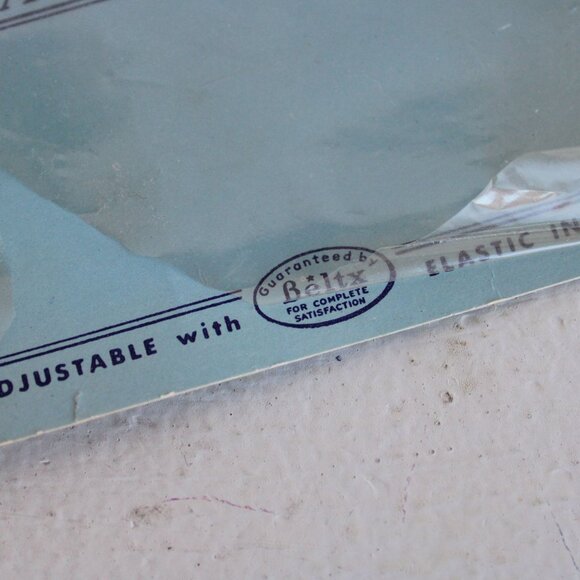 DJUSTABLE with
Guaranteed by
Baltx
FOR COMPLETE
SATISFACTION
ELASTIC IN